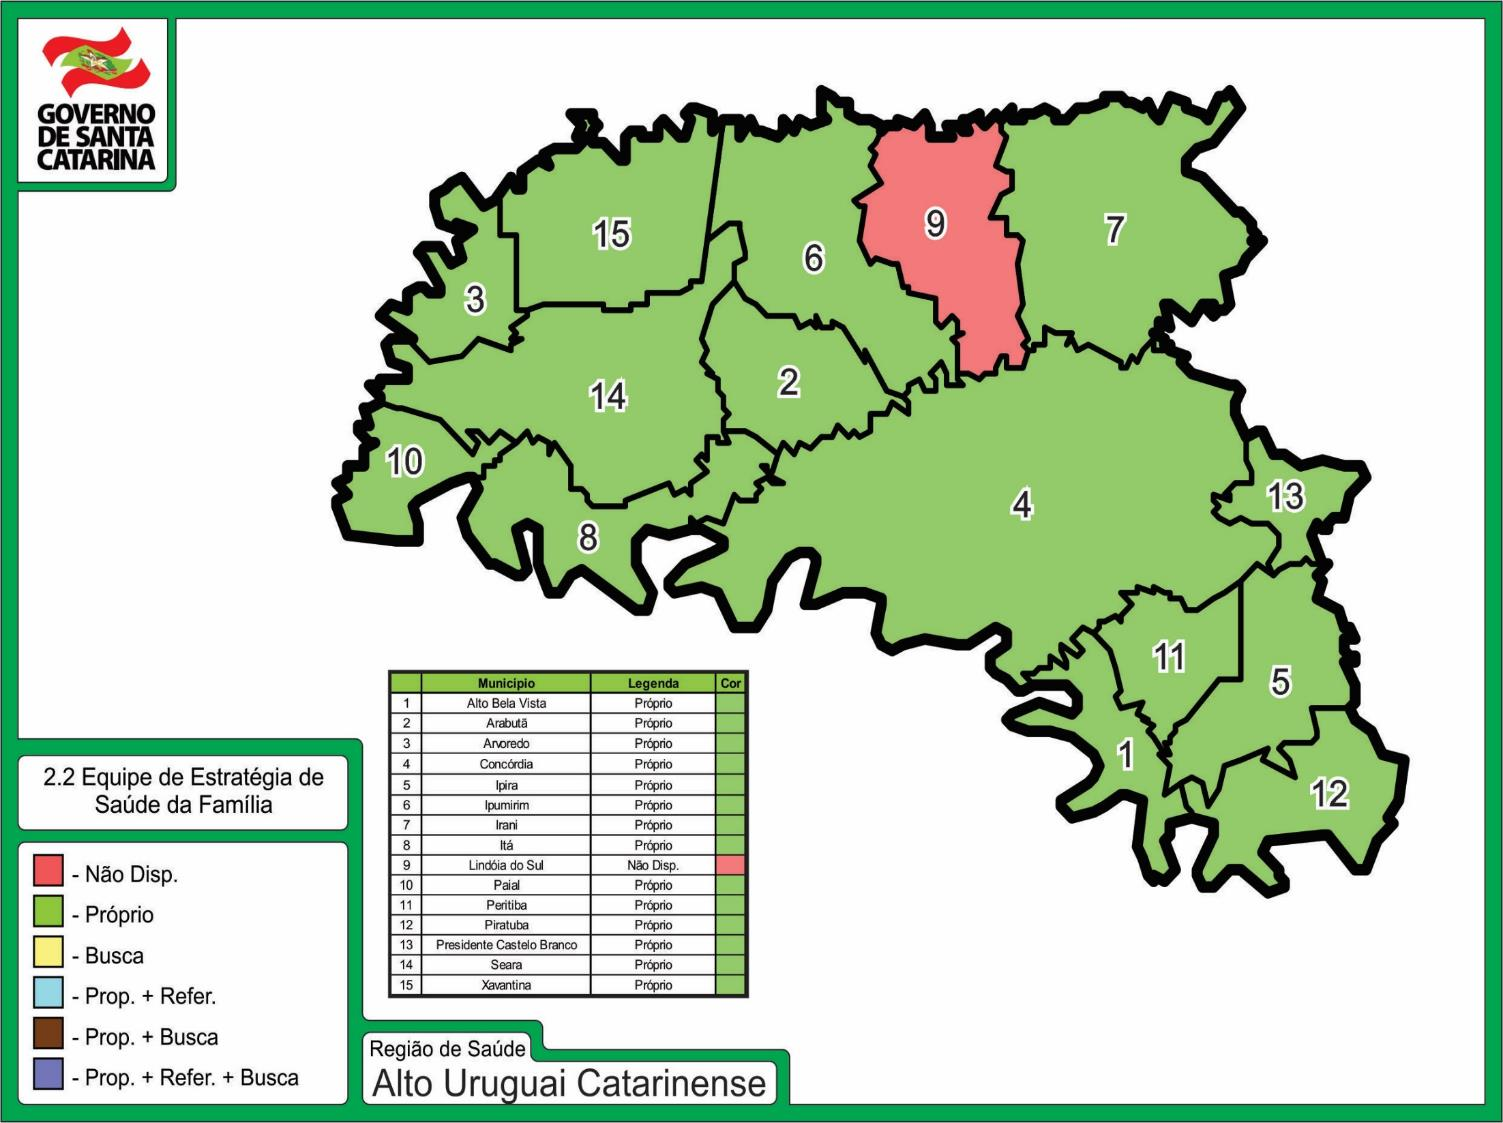 GOVERNO
DE SANTA
CATARINA
15
9
7
6
3
2
14
10
4
13
8
11
5
1
12
Municipio Legenda Cor
1 Alto Bela Vista Próprio
2 Arabutã Próprio
3 Arvoredo Próprio
4 Concórdia Próprio
5 Ipira Próprio
6 Ipumirim Próprio
7 Irani Próprio
8 Itá Próprio
9 Lindóia do Sul Não Disp.
10 Paial Próprio
11 Peritiba Próprio
12 Piratuba Próprio
13 Presidente Castelo Branco Próprio
14 Seara Próprio
15 Xavantina Próprio
2.2 Equipe de Estratégia de
Saúde da Família
- Não Disp.
- Próprio
- Busca
- Prop. + Refer.
- Prop. + Busca
- Prop. + Refer. + Busca
Região de Saúde
Alto Uruguai Catarinense